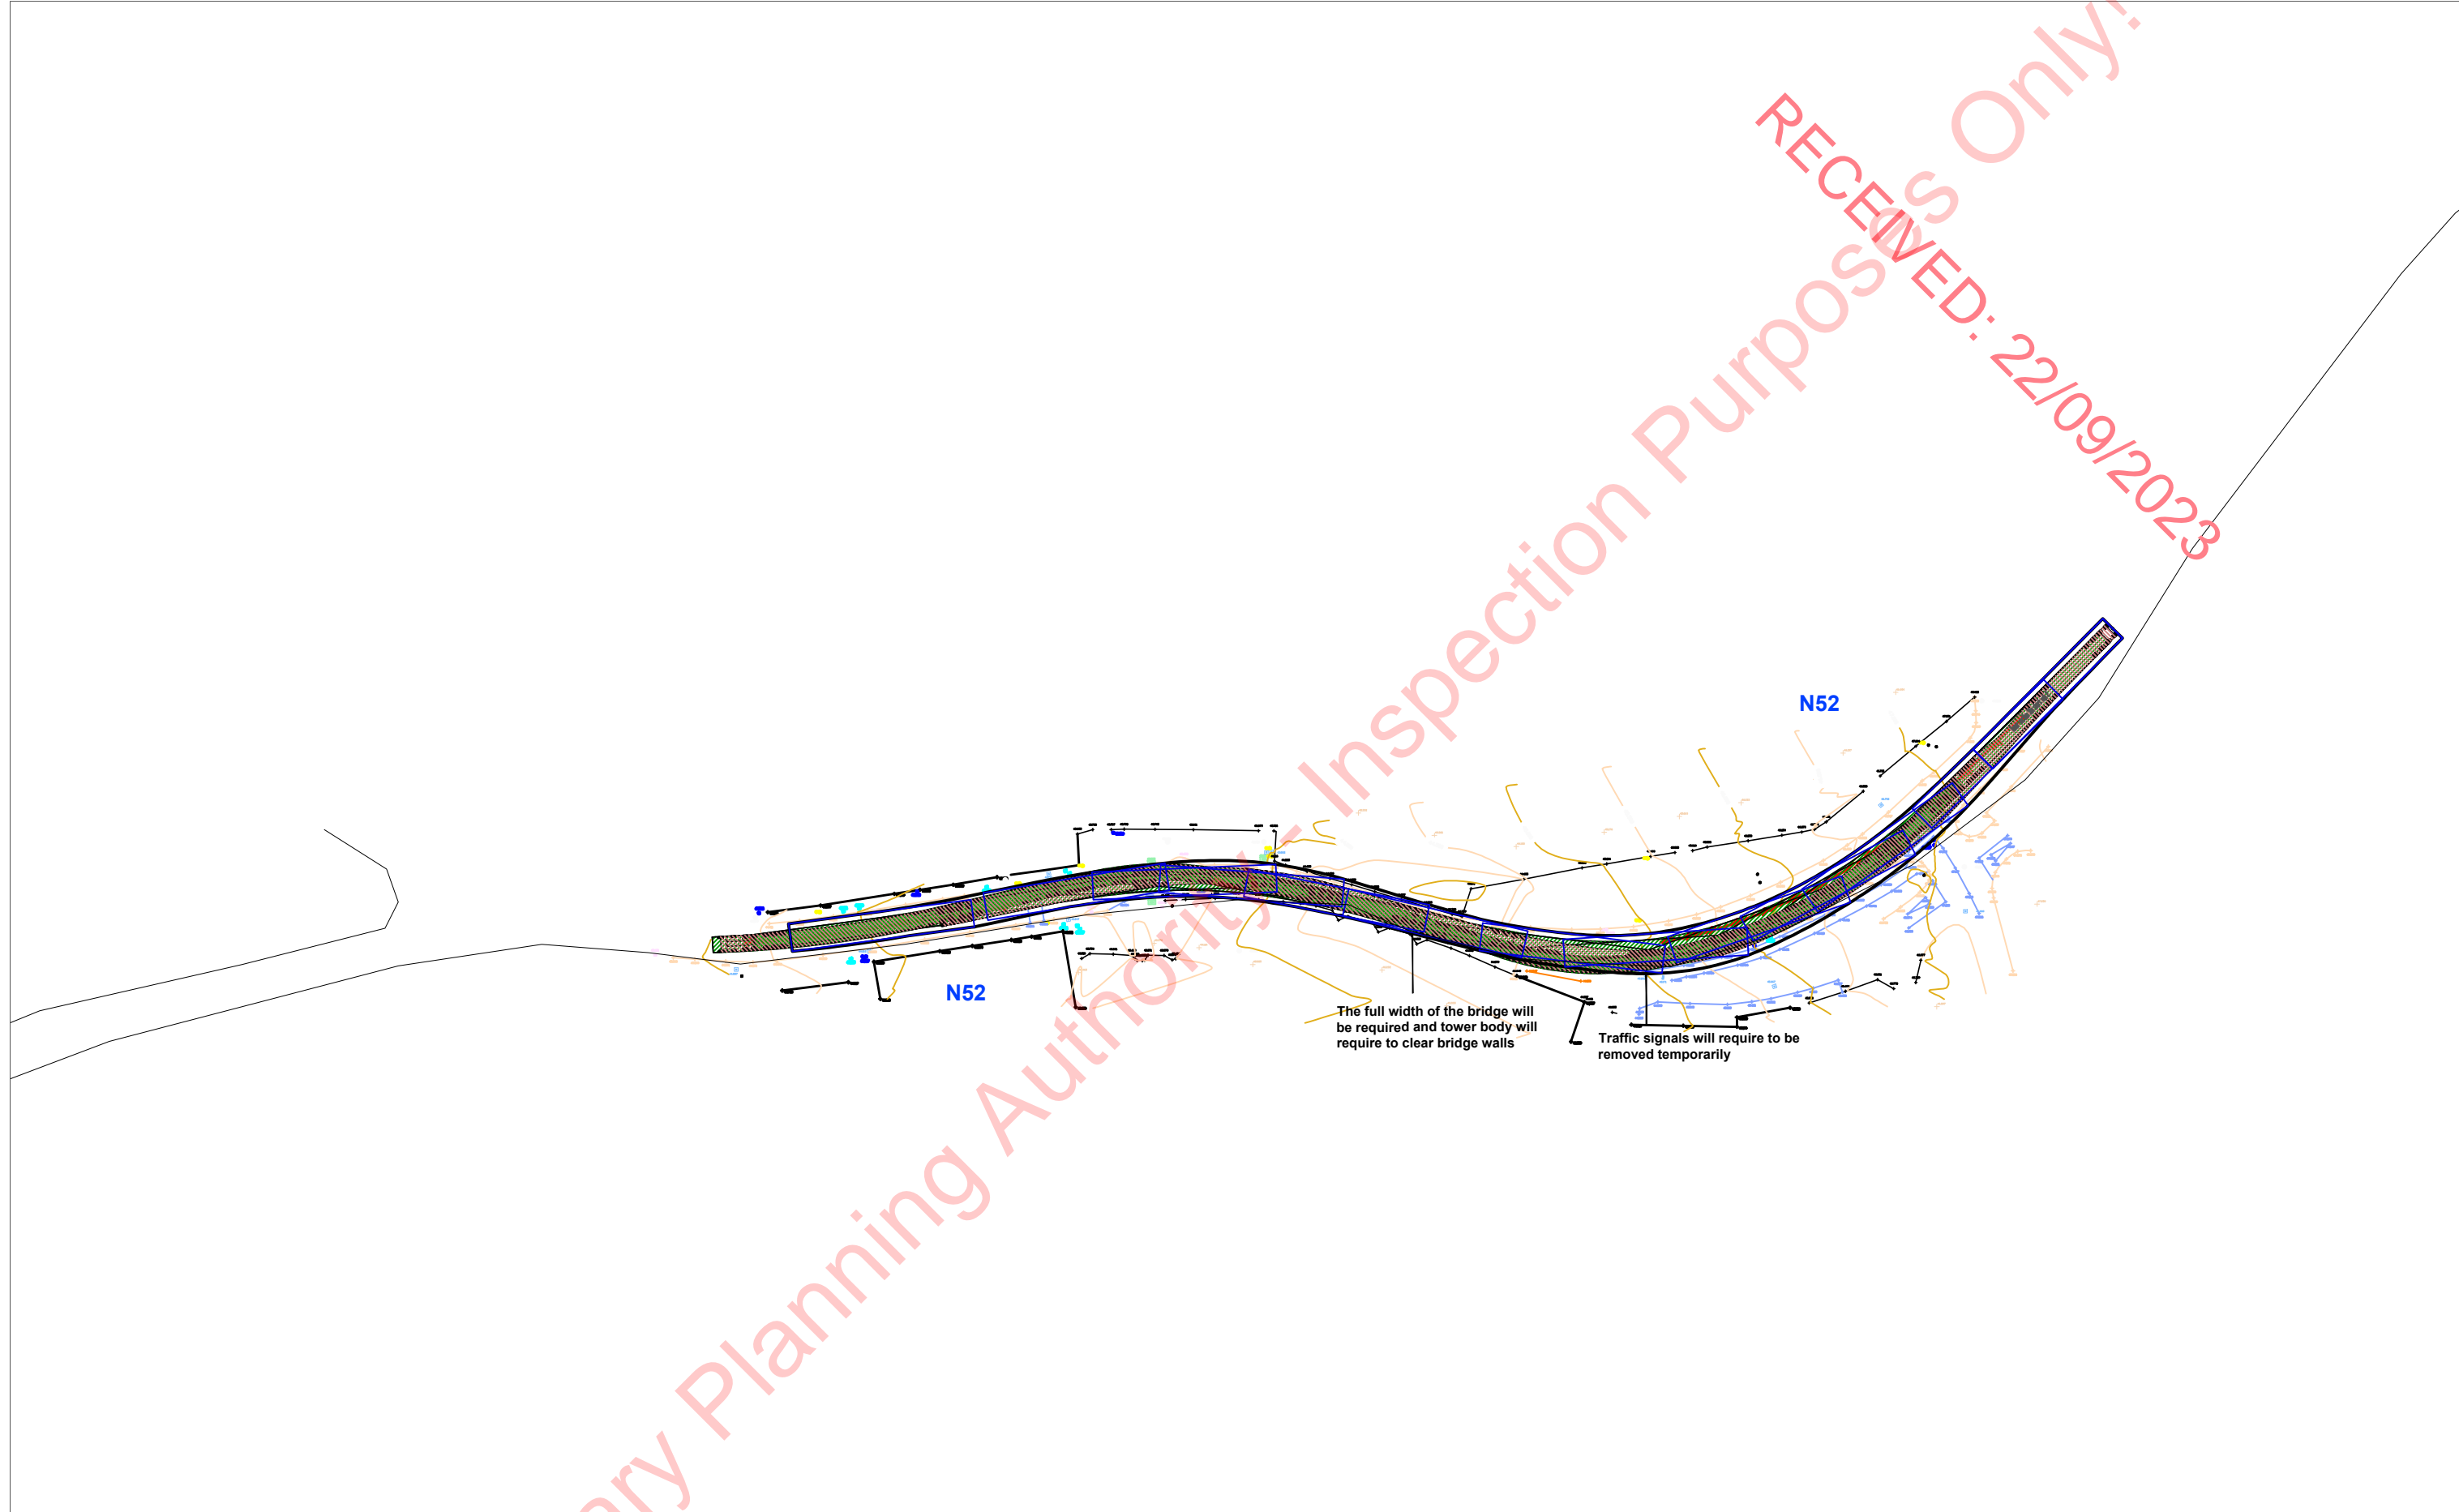 RECEIVED: 22/09/2023
ary Planning Authority - Inspection Purposes Only!
N52
N52
The full width of the bridge will
be required and tower body will
require to clear bridge walls
Traffic signals will require to be
removed temporarily